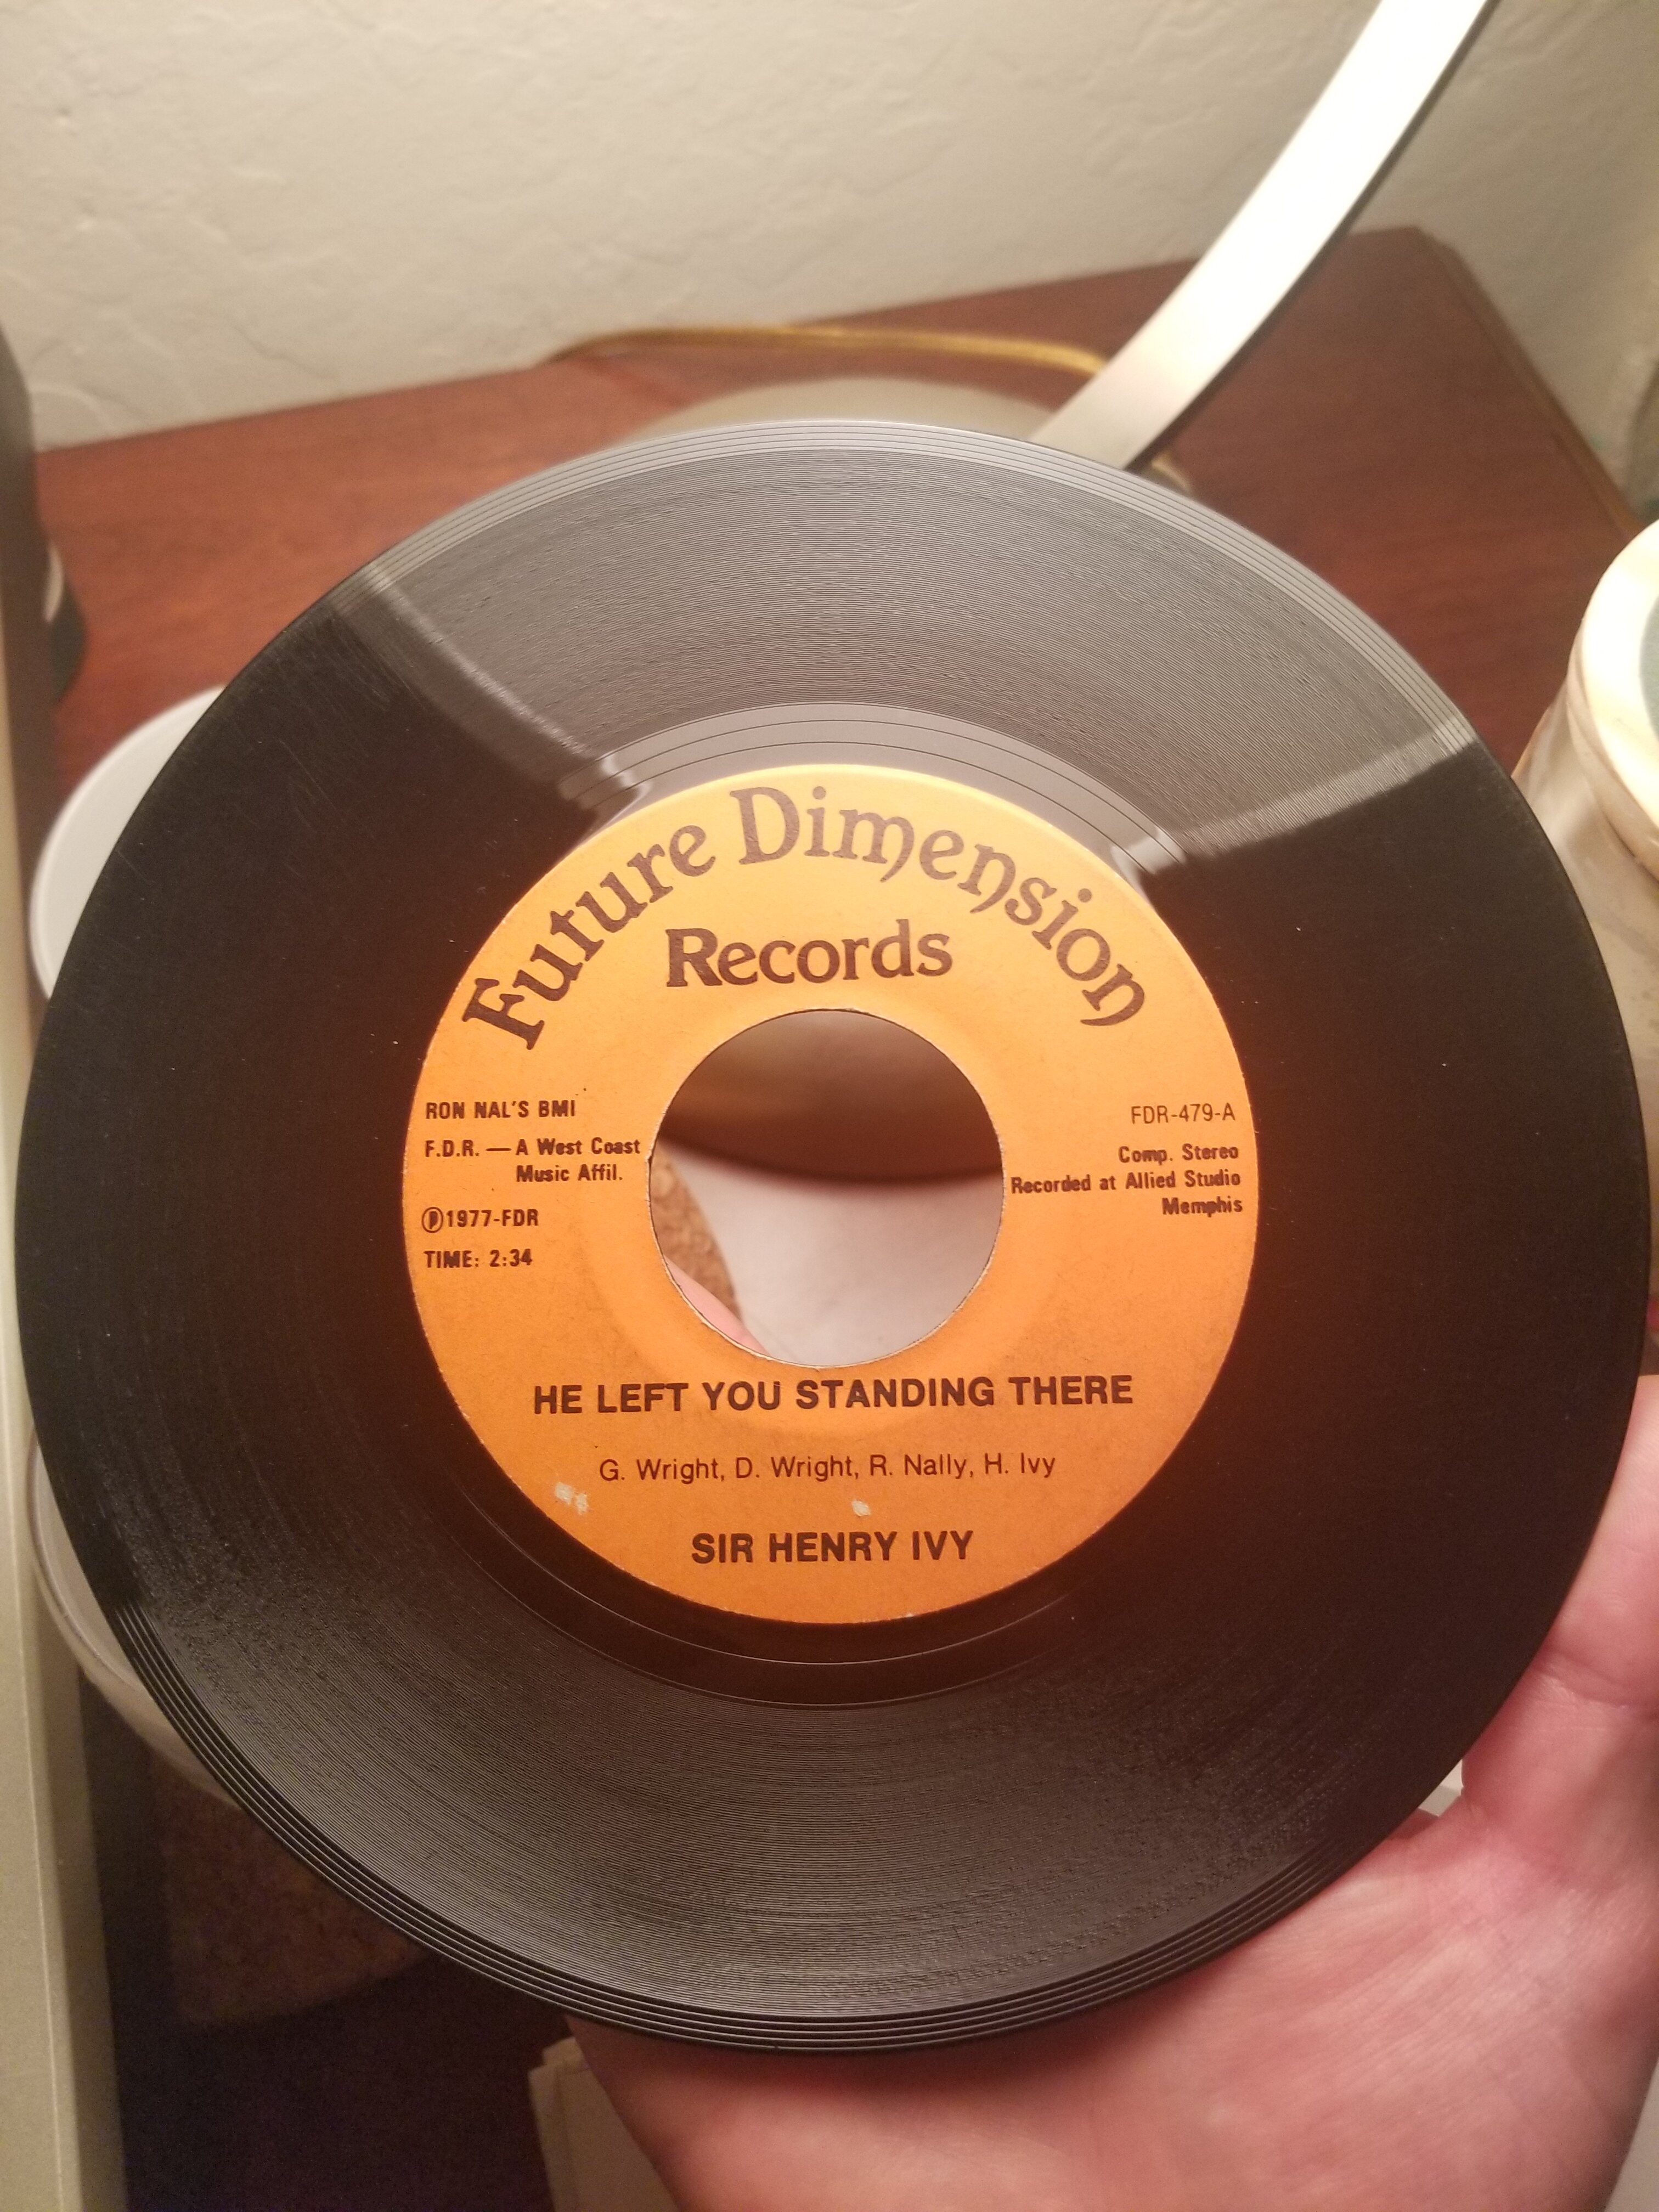 Future Dimension
Records
RON NAL'S BMI
F.D.R. — A West Coast
Music Affil.
Ⓟ1977-FDR
TIME: 2:34
FDR-479-A
Comp. Stereo
Recorded at Allied Studio
Memphis
HE LEFT YOU STANDING THERE
G. Wright, D. Wright, R. Nally, H. Ivy
SIR HENRY IVY